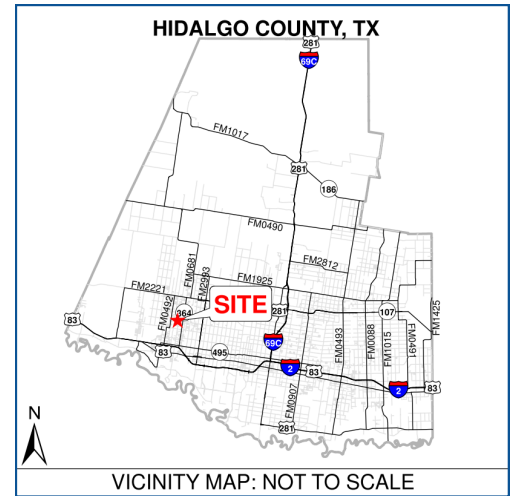 HIDALGO COUNTY, TX
281
69C
FM1017
281
186
FM0490
FM2812
FM0681
FM2993
FM1925
FM2221
FM0492
364
SITE
281
107
FM1425
83
69C
FM0493
FM0088
FM1015
FM0491
83
495
2
83
FM0907
2
83
281
N
VICINITY MAP: NOT TO SCALE